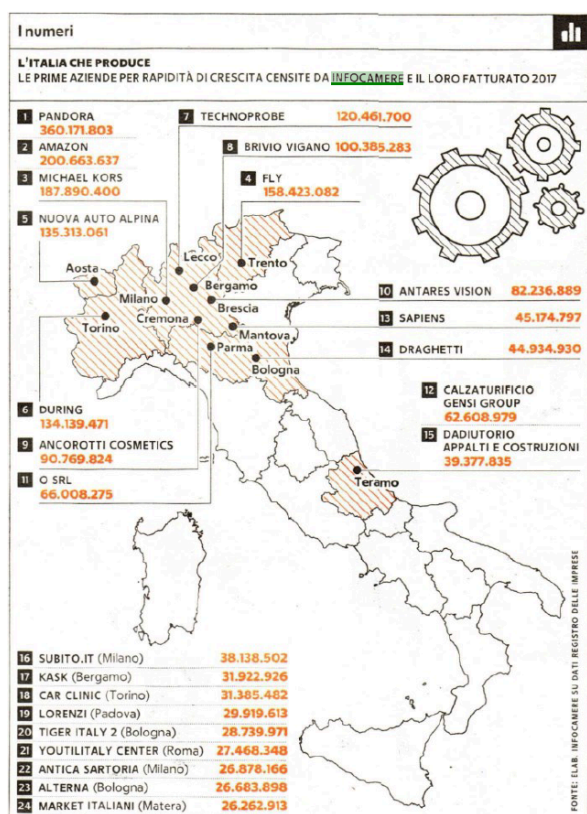 I numeri
L'ITALIA CHE PRODUCE
LE PRIME AZIENDE PER RAPIDITÀ DI CRESCITA CENSITE DA INFOCAMERE E IL LORO FATTURATO 2017
1 PANDORA
360.171.803
2 AMAZON
200.663.637
3 MICHAEL KORS
187.890.400
5 NUOVA AUTO ALPINA
135.313.061
7 TECHNOPROBE 120.461.700
8 BRIVIO VIGANO 100.385.283
4 FLY
158.423.082
Aosta
Lecco
Trento
Bergamo
Milano
Brescia
Cremona
Torino
Mantova
Parma
Bologna
10 ANTARES VISION 82.236.889
13 SAPIENS 45.174.797
14 DRAGHETTI 44.934.930
6 DURING
134.139.471
9 ANCOROTTI COSMETICS
90.769.824
11 O SRL
66.008.275
12 CALZATURIFICIO
GENSI GROUP
62.608.979
15 DADIUTORIO
APPALTI E COSTRUZIONI
39.377.835
Teramo
16 SUBITO.IT (Milano) 38.138.502
17 KASK (Bergamo) 31.922.926
18 CAR CLINIC (Torino) 31.385.482
19 LORENZI (Padova) 29.919.613
20 TIGER ITALY 2 (Bologna) 28.739.971
21 YOUTILITALY CENTER (Roma) 27.468.348
22 ANTICA SARTORIA (Milano) 26.878.166
23 ALTERNA (Bologna) 26.683.898
24 MARKET ITALIANI (Matera) 26.262.913
FONTE: ELAB. INFOCAMERE SU DATI REGISTRO DELLE IMPRESE